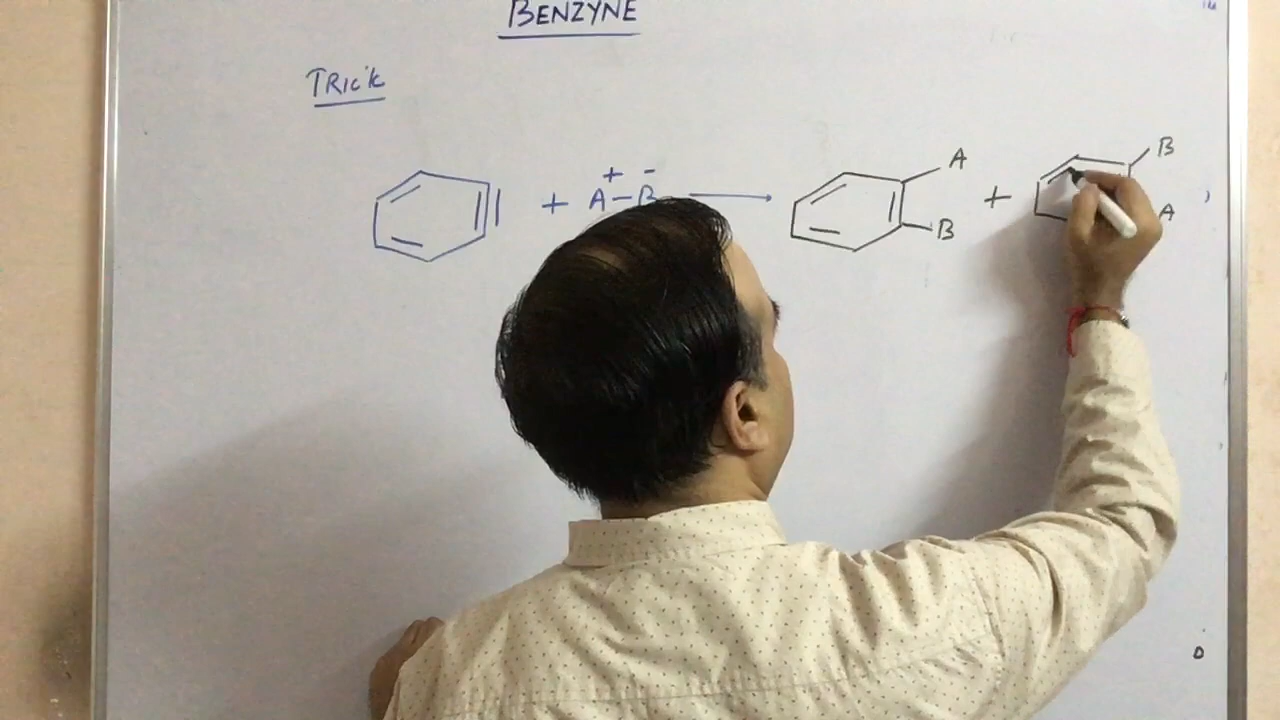 BENZYNE
TRICK
+ A–B + -
A
B
+
B
A